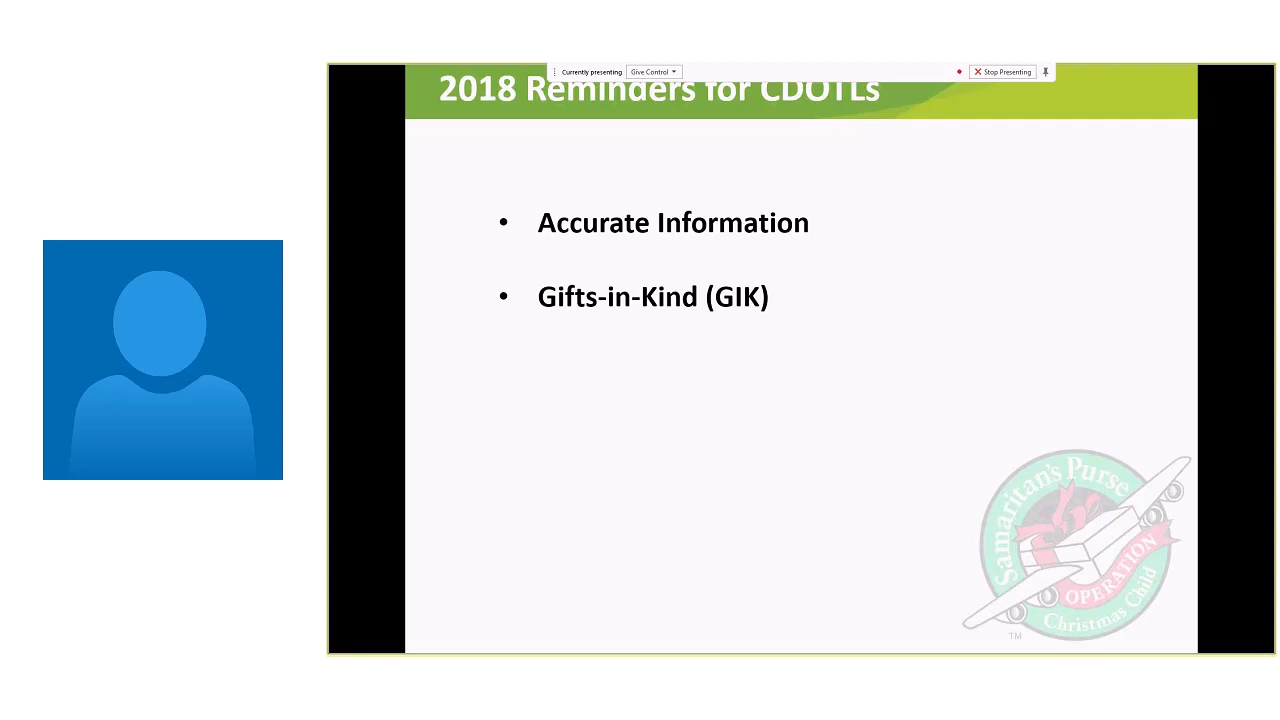 Currently presenting Give Control Stop Presenting
2018 Reminders for CDOTLs
• Accurate Information
• Gifts-in-Kind (GIK)
Samaritan's Purse
OPERATION
Christmas Child
TM